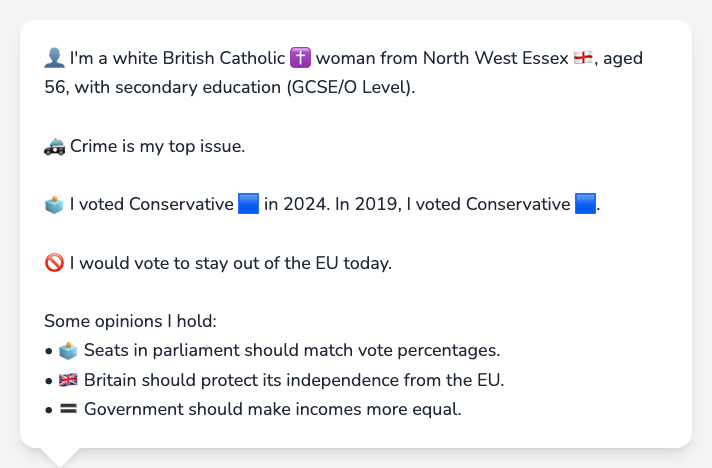 👤 I'm a white British Catholic ✝️ woman from North West Essex 🏴󠁧󠁢󠁥󠁮󠁧󠁿, aged
56, with secondary education (GCSE/O Level).
🚓 Crime is my top issue.
🗳️ I voted Conservative 🟦 in 2024. In 2019, I voted Conservative 🟦.
🚫 I would vote to stay out of the EU today.
Some opinions I hold:
• 🗳️ Seats in parliament should match vote percentages.
• 🇬🇧 Britain should protect its independence from the EU.
• 🟰 Government should make incomes more equal.